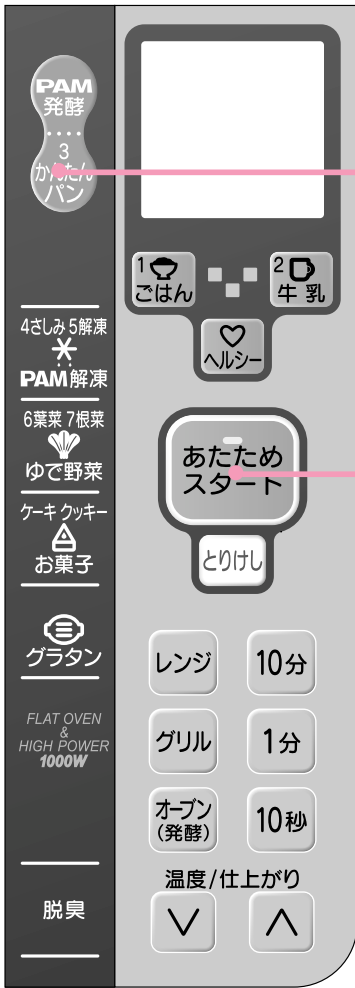 PAM
発酵
3
かんたん
パン
1
ごはん
2
牛乳
ヘルシー
4さしみ 5解凍
PAM解凍
6葉菜 7根菜
ゆで野菜
ケーキ クッキー
お菓子
グラタン
FLAT OVEN
&
HIGH POWER
1000W
脱臭
あたため
スタート
とりけし
レンジ
10分
グリル
1分
オーブン
(発酵)
10秒
温度/仕上がり